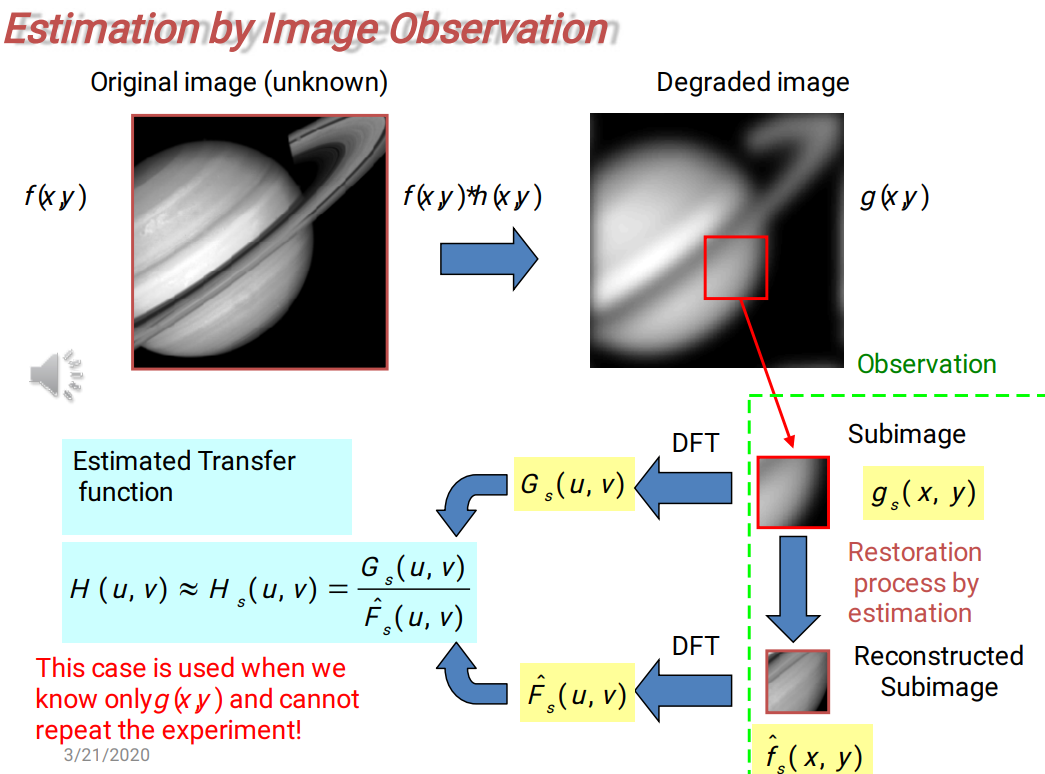 Estimation by Image Observation
Original image (unknown)
Degraded image
f(x,y)
f(x,y)*h(x,y)
g(x,y)
Observation
DFT
Subimage
G_s(u, v)
g_s(x, y)
Estimated Transfer
function
Restoration
process by
estimation
H(u, v) ≈ H_s(u, v) = G_s(u, v) / F̂_s(u, v)
DFT
Reconstructed
Subimage
F̂_s(u, v)
f̂_s(x, y)
This case is used when we
know only g(x,y) and cannot
repeat the experiment!
3/21/2020